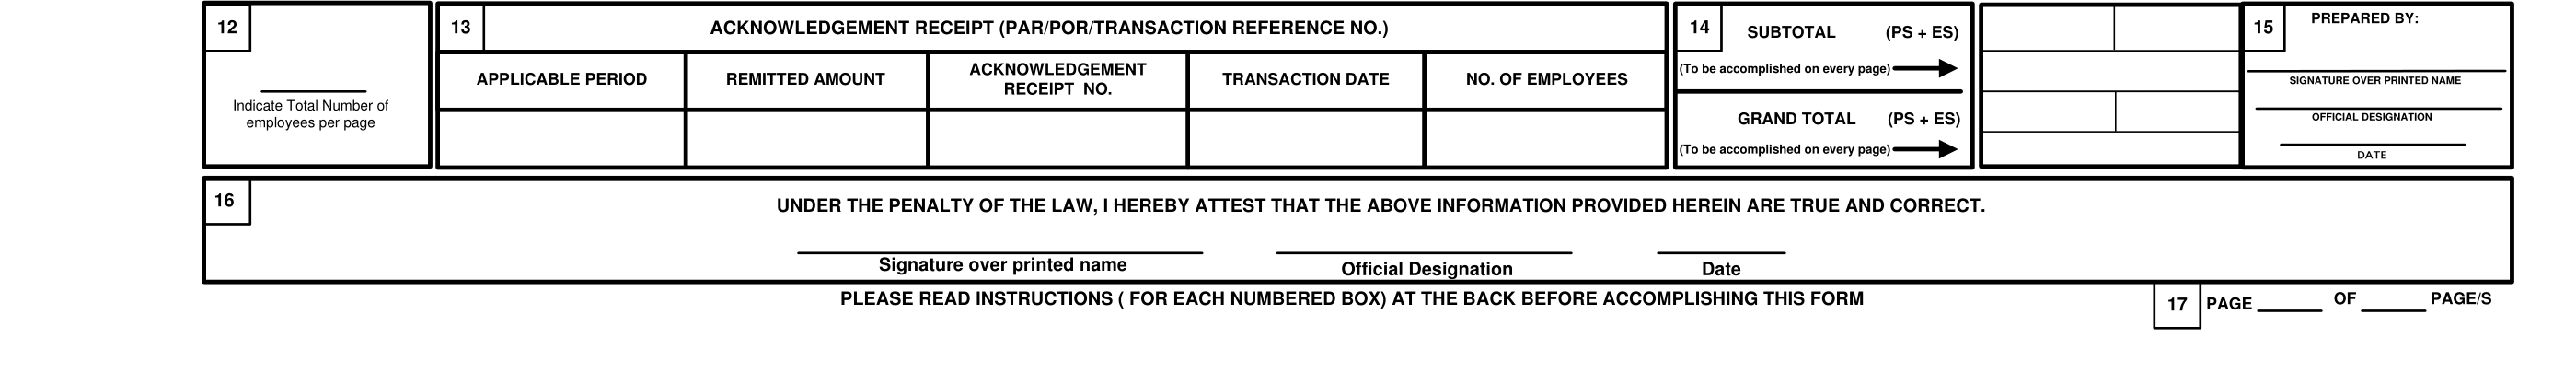 12
Indicate Total Number of
employees per page
13
ACKNOWLEDGEMENT RECEIPT (PAR/POR/TRANSACTION REFERENCE NO.)
APPLICABLE PERIOD
REMITTED AMOUNT
ACKNOWLEDGEMENT
RECEIPT NO.
TRANSACTION DATE
NO. OF EMPLOYEES
14
SUBTOTAL (PS + ES)
(To be accomplished on every page)
GRAND TOTAL (PS + ES)
(To be accomplished on every page)
15
PREPARED BY:
SIGNATURE OVER PRINTED NAME
OFFICIAL DESIGNATION
DATE
16
UNDER THE PENALTY OF THE LAW, I HEREBY ATTEST THAT THE ABOVE INFORMATION PROVIDED HEREIN ARE TRUE AND CORRECT.
Signature over printed name
Official Designation
Date
PLEASE READ INSTRUCTIONS ( FOR EACH NUMBERED BOX) AT THE BACK BEFORE ACCOMPLISHING THIS FORM
17
PAGE ______ OF ______ PAGE/S